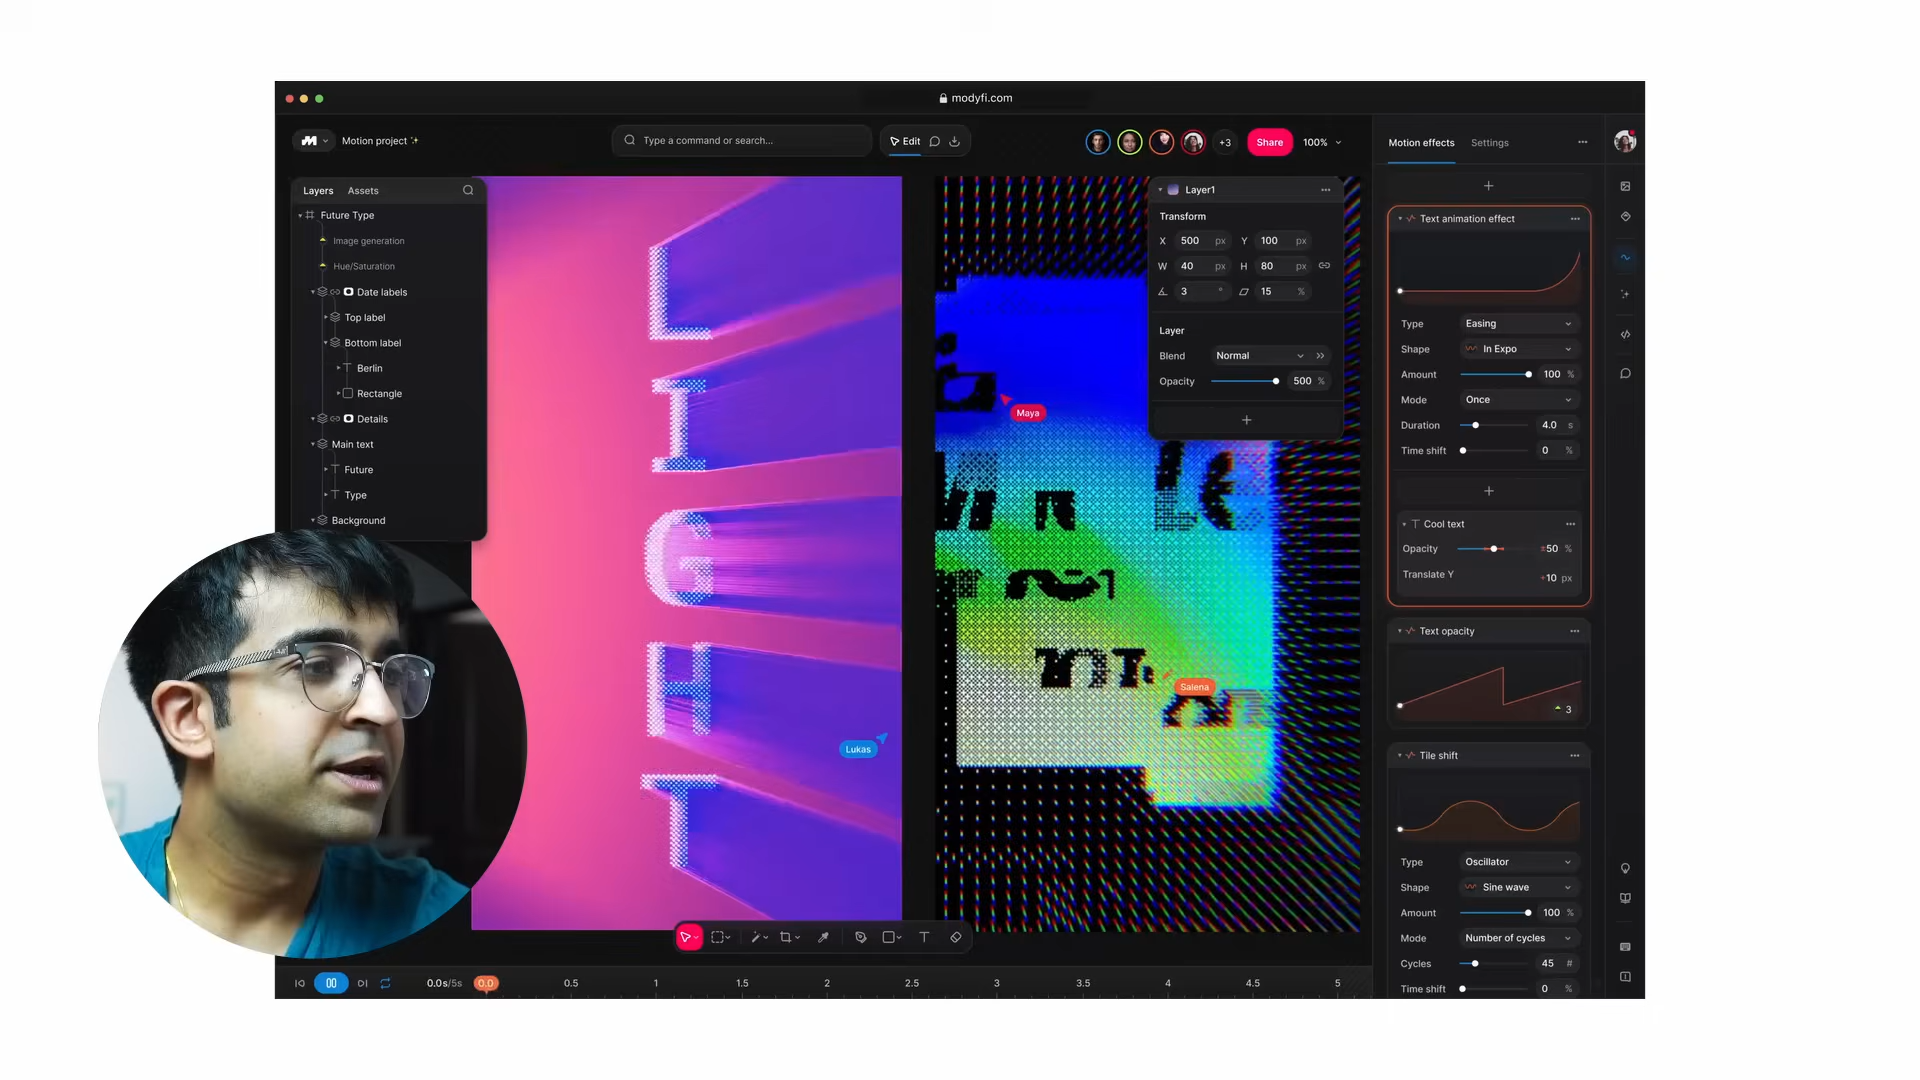 modyfi.com
Motion project
Type a command or search...
Edit
+3
Share
100%
Motion effects
Settings
Layers
Assets
Future Type
Image generation
Hue/Saturation
Date labels
Top label
Bottom label
Berlin
Rectangle
Details
Main text
Future
Type
Background
LIGHT
Maya
Salena
Lukas
Layer1
Transform
X 500 px Y 100 px
W 40 px H 80 px
3 ° 15 %
Layer
Blend Normal
Opacity 500 %
Text animation effect
Type Easing
Shape In Expo
Amount 100 %
Mode Once
Duration 4.0 s
Time shift 0 %
Cool text
Opacity ±50 %
Translate Y +10 px
Text opacity
3
Tile shift
Type Oscillator
Shape Sine wave
Amount 100 %
Mode Number of cycles
Cycles 45 #
Time shift 0 %
0.0s/5s
0.0 0.5 1 1.5 2 2.5 3 3.5 4 4.5 5